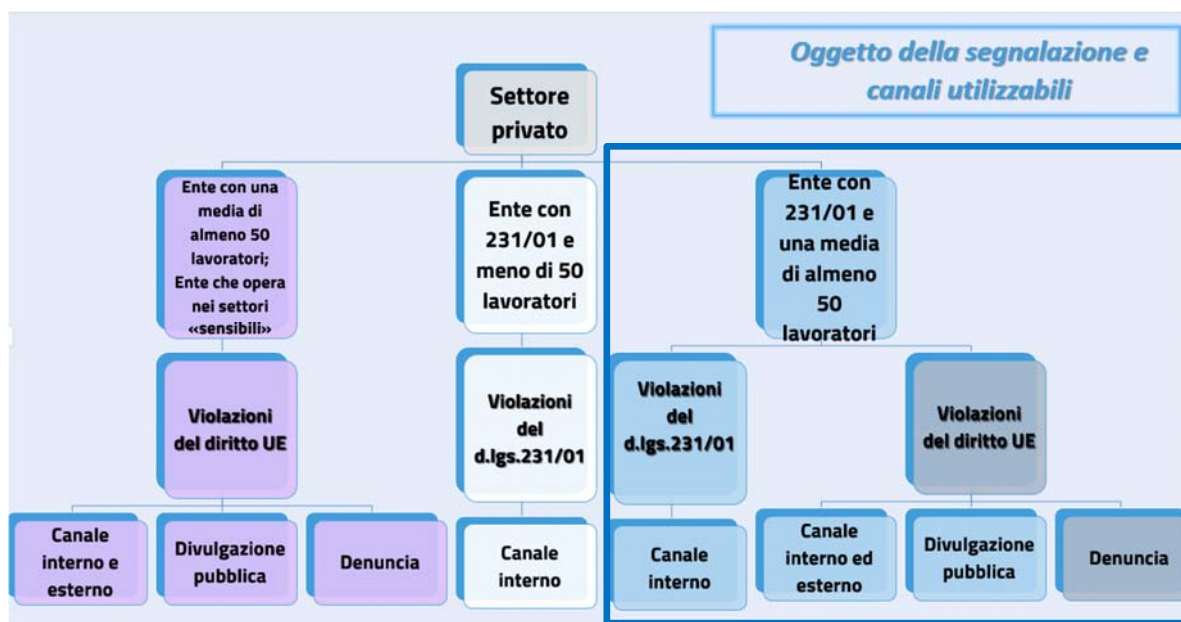 Oggetto della segnalazione e
canali utilizzabili
Settore
privato
Ente con una
media di
almeno 50
lavoratori;
Ente che opera
nei settori
«sensibili»
Ente con
231/01 e
meno di 50
lavoratori
Ente con
231/01 e
una media
di almeno
50
lavoratori
Violazioni
del diritto UE
Violazioni
del
d.lgs.231/01
Violazioni
del
d.lgs.231/01
Violazioni
del diritto UE
Canale
interno e
esterno
Divulgazione
pubblica
Denuncia
Canale
interno
Canale
interno
Canale
interno ed
esterno
Divulgazione
pubblica
Denuncia